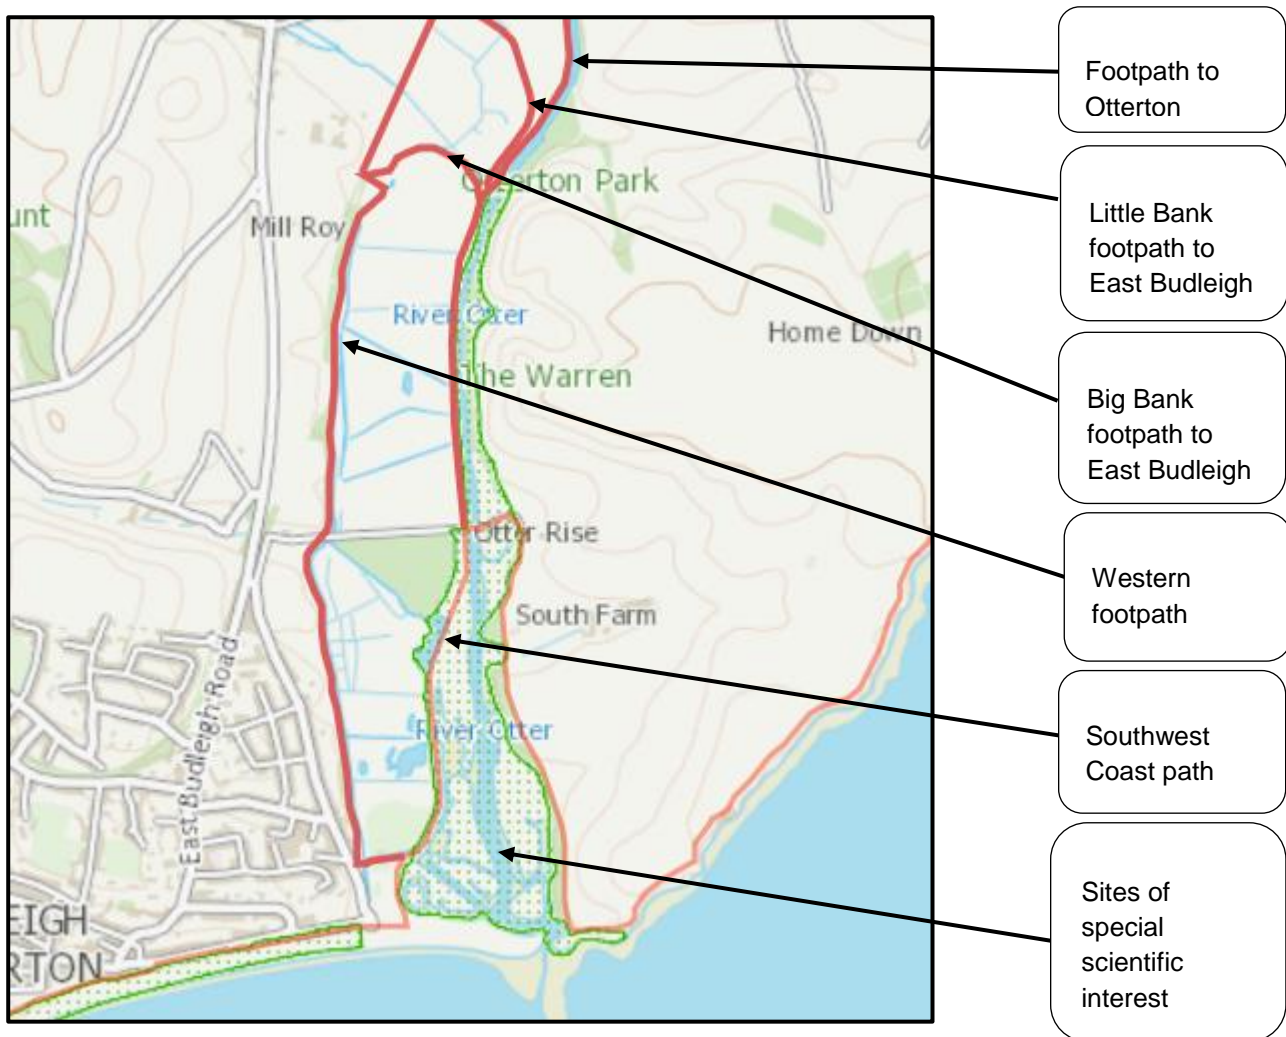 Footpath to
Otterton
Little Bank
footpath to
East Budleigh
Big Bank
footpath to
East Budleigh
Western
footpath
Southwest
Coast path
Sites of
special
scientific
interest
Otterton Park
unt
Mill Roy
River Otter
Home Down
The Warren
Otter Rise
South Farm
East Budleigh Road
River Otter
EIGH
RTON